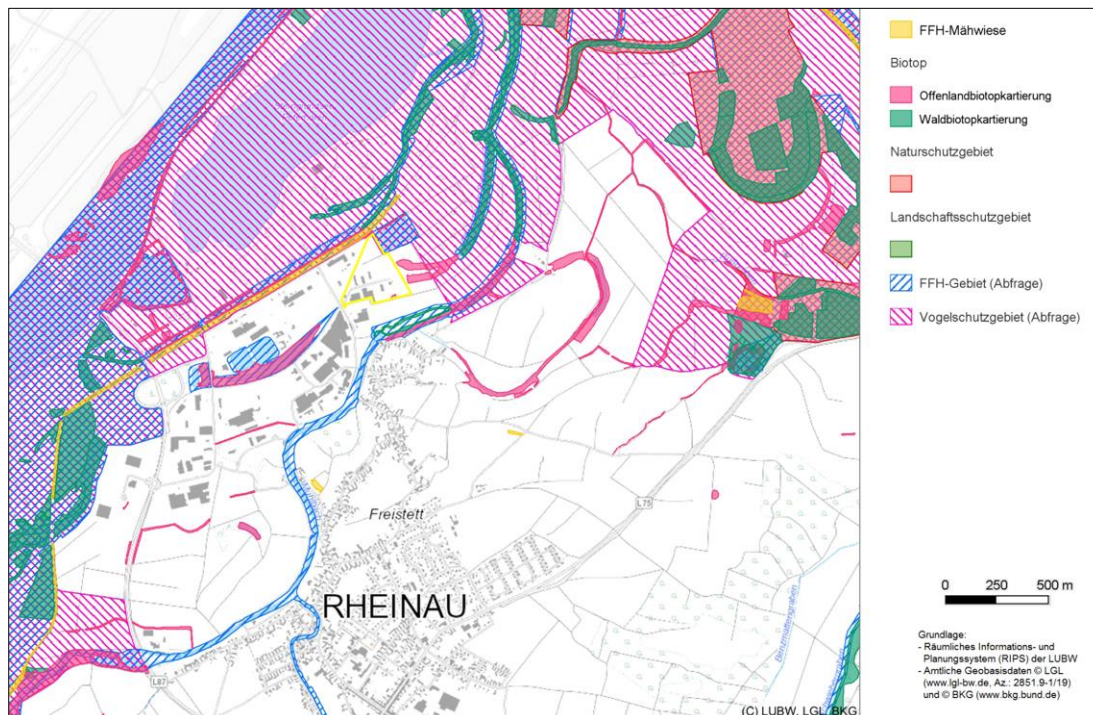 FFH-Mähwiese
Biotop
Offenlandbiotopkartierung
Waldbiotopkartierung
Naturschutzgebiet
Landschaftsschutzgebiet
FFH-Gebiet (Abfrage)
Vogelschutzgebiet (Abfrage)
Freistett
L75
RHEINAU
L87
0 250 500 m
Grundlage:
- Räumliches Informations- und
Planungssystem (RIPS) der LUBW
- Amtliche Geobasisdaten © LGL
(www.lgl-bw.de, Az.: 2851.9-1/19)
und © BKG (www.bkg.bund.de)
(C) LUBW, LGL, BKG